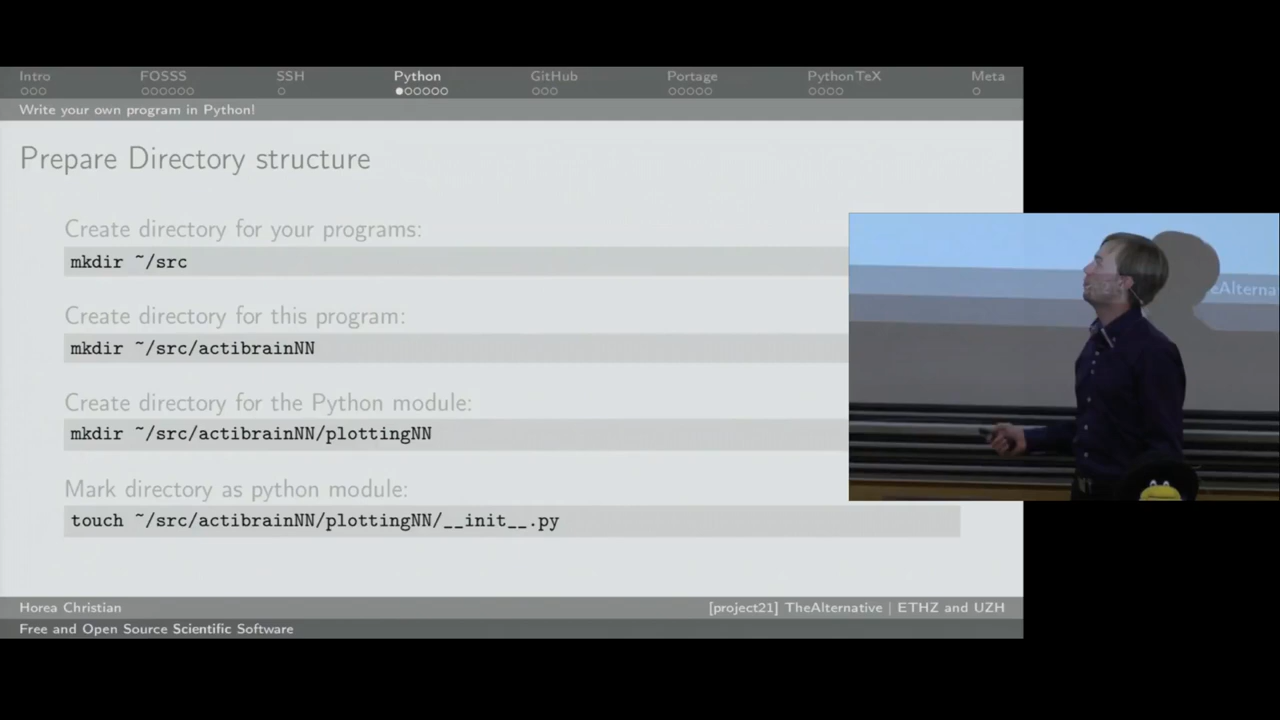 Intro FOSSS SSH Python GitHub Portage PythonTeX Meta
Write your own program in Python!
Prepare Directory structure
Create directory for your programs:
mkdir ~/src
Create directory for this program:
mkdir ~/src/actibrainNN
Create directory for the Python module:
mkdir ~/src/actibrainNN/plottingNN
Mark directory as python module:
touch ~/src/actibrainNN/plottingNN/__init__.py
eAlterna
Horea Christian [project21] TheAlternative | ETHZ and UZH
Free and Open Source Scientific Software